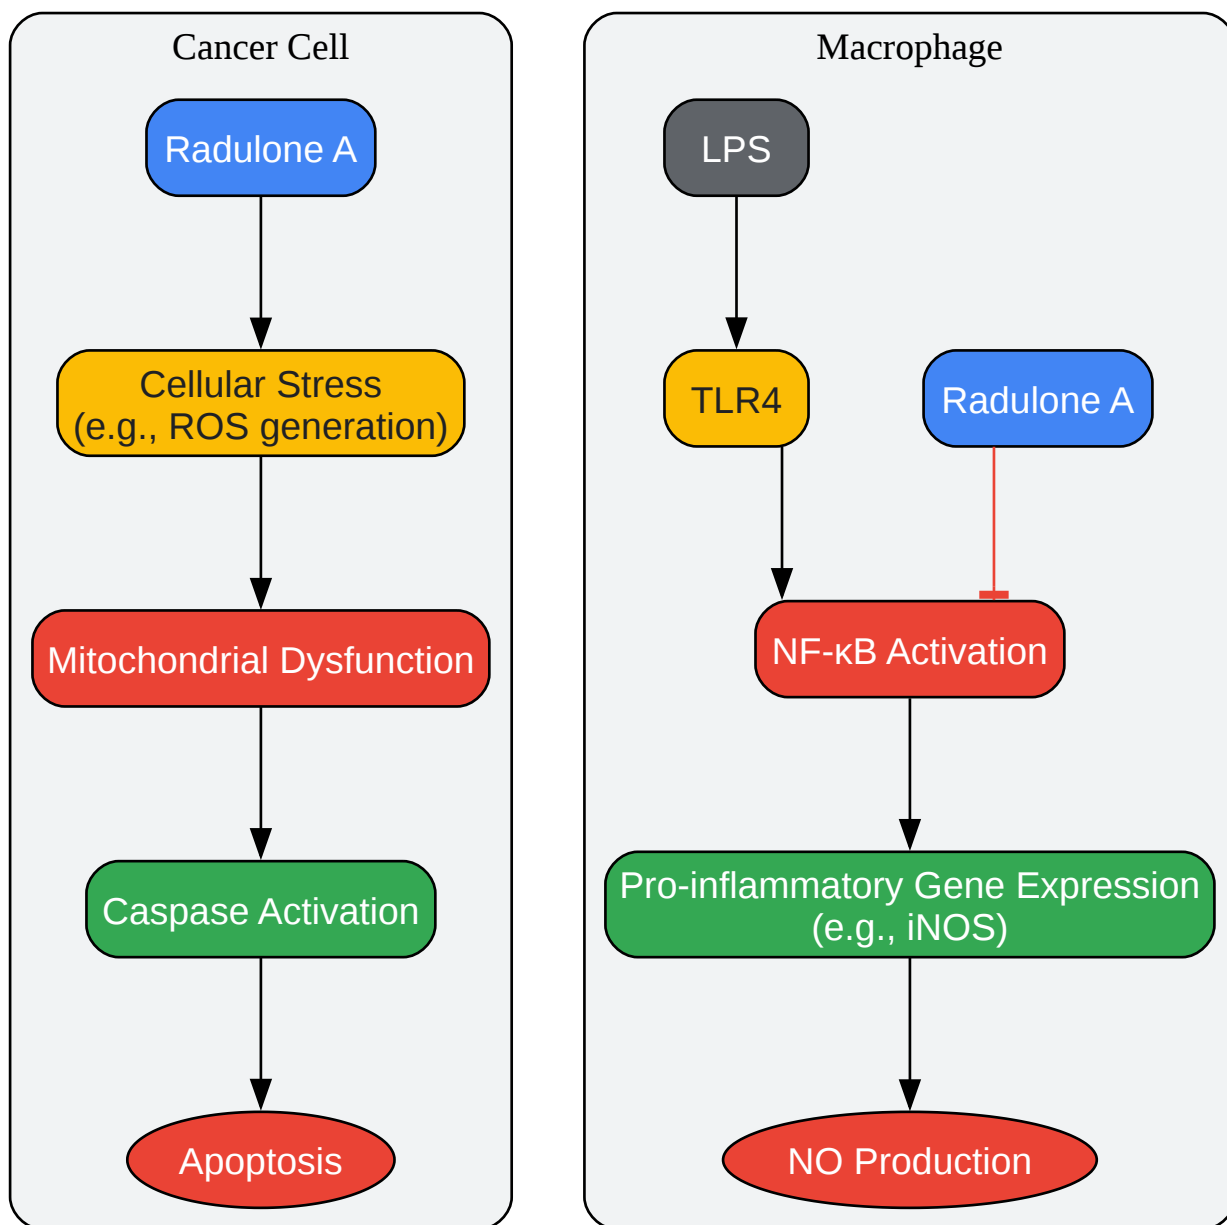 Cancer Cell
Radulone A
Cellular Stress
(e.g., ROS generation)
Mitochondrial Dysfunction
Caspase Activation
Apoptosis
Macrophage
LPS
TLR4
Radulone A
NF-κB Activation
Pro-inflammatory Gene Expression
(e.g., iNOS)
NO Production